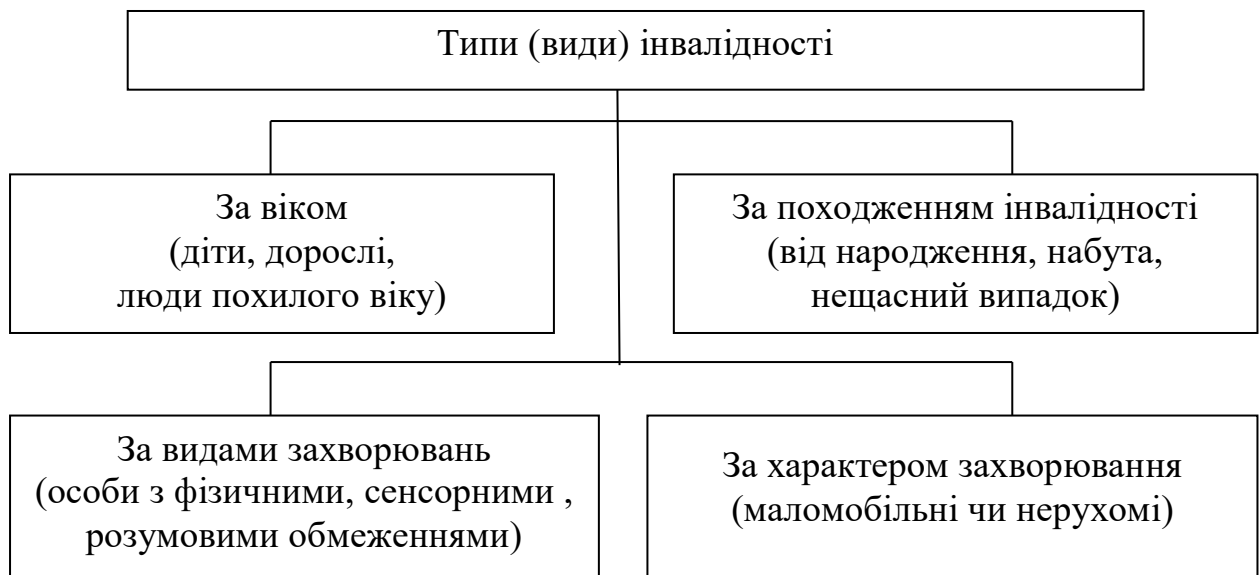 Типи (види) інвалідності
За віком
(діти, дорослі,
люди похилого віку)
За походженням інвалідності
(від народження, набута,
нещасний випадок)
За видами захворювань
(особи з фізичними, сенсорними ,
розумовими обмеженнями)
За характером захворювання
(маломобільні чи нерухомі)